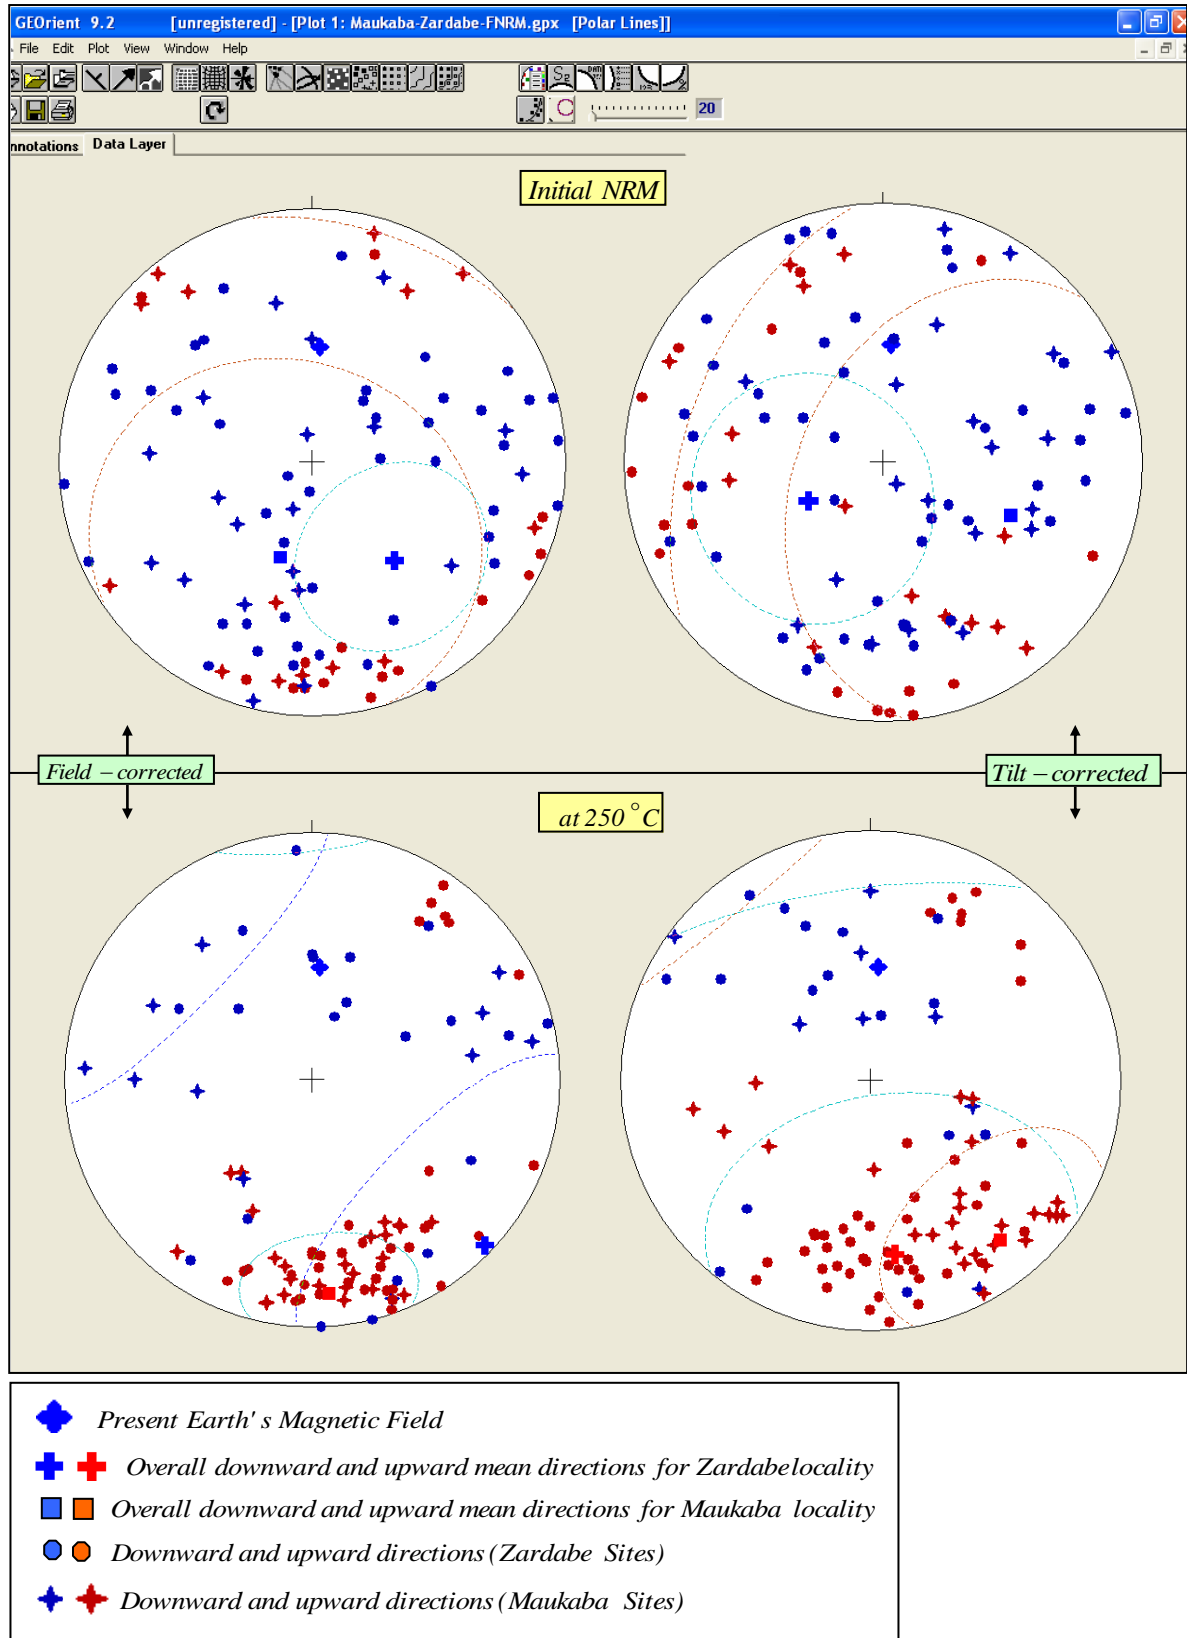 GEOrient 9.2 [unregistered] - [Plot 1: Maukaba-Zardabe-FNRM.gpx [Polar Lines]]
File Edit Plot View Window Help
20
nnotations Data Layer
Initial NRM
Field – corrected
Tilt – corrected
at 250 °C
Present Earth' s Magnetic Field
Overall downward and upward mean directions for Zardabe locality
Overall downward and upward mean directions for Maukaba locality
Downward and upward directions (Zardabe Sites)
Downward and upward directions (Maukaba Sites)